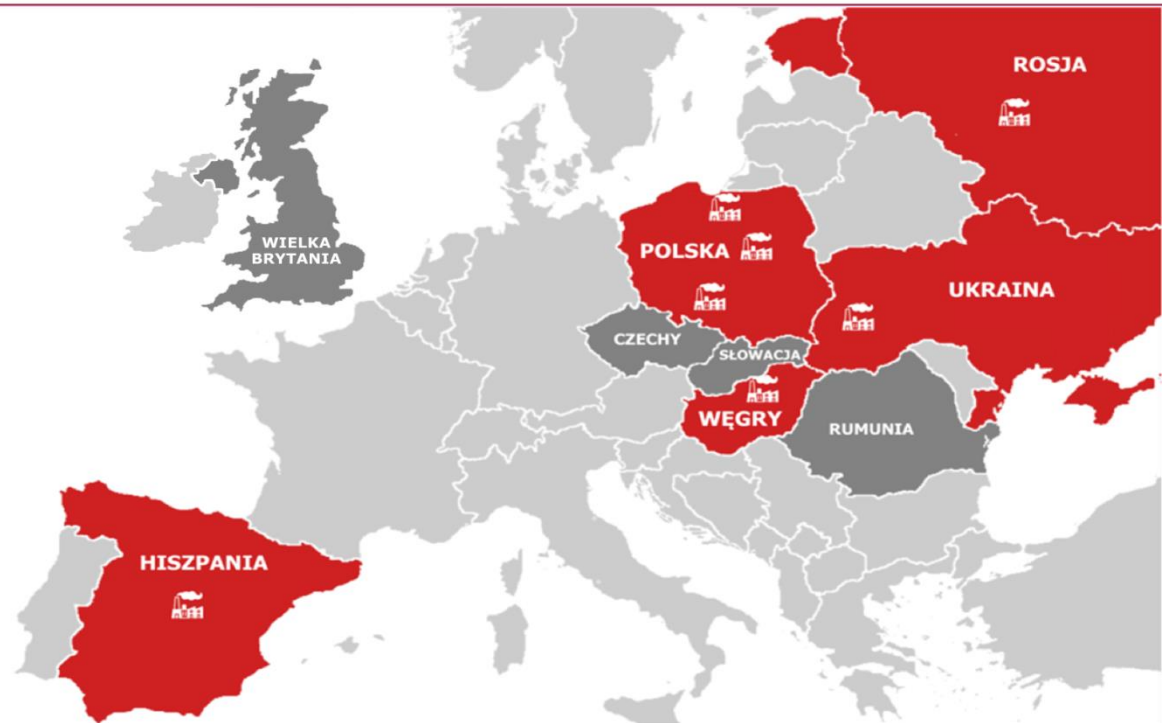 ROSJA
WIELKA
BRYTANIA
POLSKA
UKRAINA
CZECHY
SŁOWACJA
WĘGRY
RUMUNIA
HISZPANIA